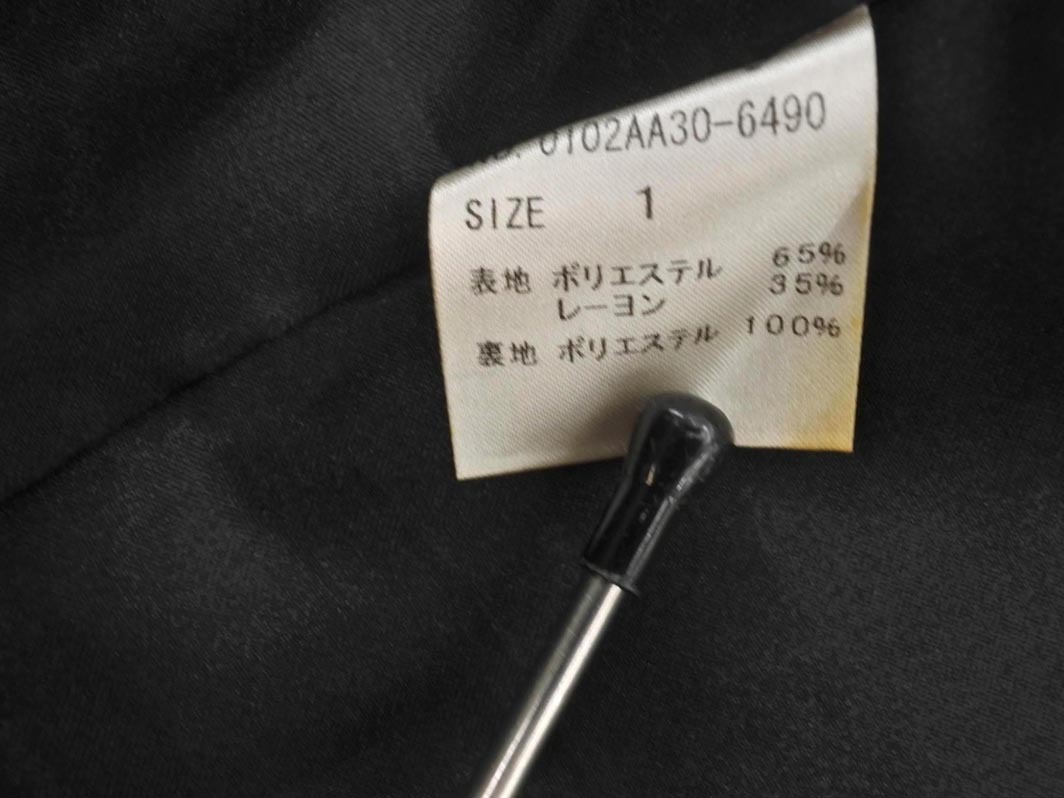 0102AA30-6490
SIZE 1
表地 ポリエステル 65%
レーヨン 35%
裏地 ポリエステル 100%